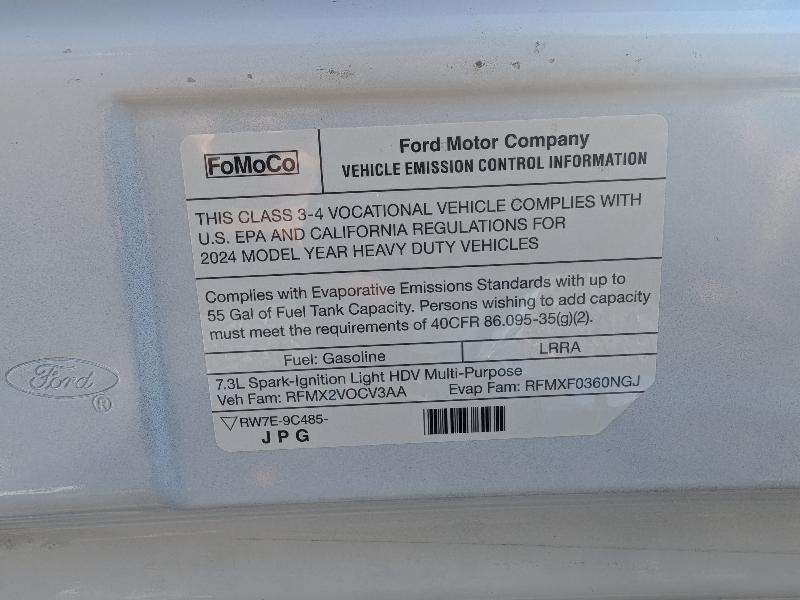 FoMoCo
Ford Motor Company
VEHICLE EMISSION CONTROL INFORMATION
THIS CLASS 3-4 VOCATIONAL VEHICLE COMPLIES WITH
U.S. EPA AND CALIFORNIA REGULATIONS FOR
2024 MODEL YEAR HEAVY DUTY VEHICLES
Complies with Evaporative Emissions Standards with up to
55 Gal of Fuel Tank Capacity. Persons wishing to add capacity
must meet the requirements of 40CFR 86.095-35(g)(2).
Fuel: Gasoline
LRRA
7.3L Spark-Ignition Light HDV Multi-Purpose
Veh Fam: RFMX2VOCV3AA Evap Fam: RFMXF0360NGJ
RW7E-9C485-
J P G
Ford ®